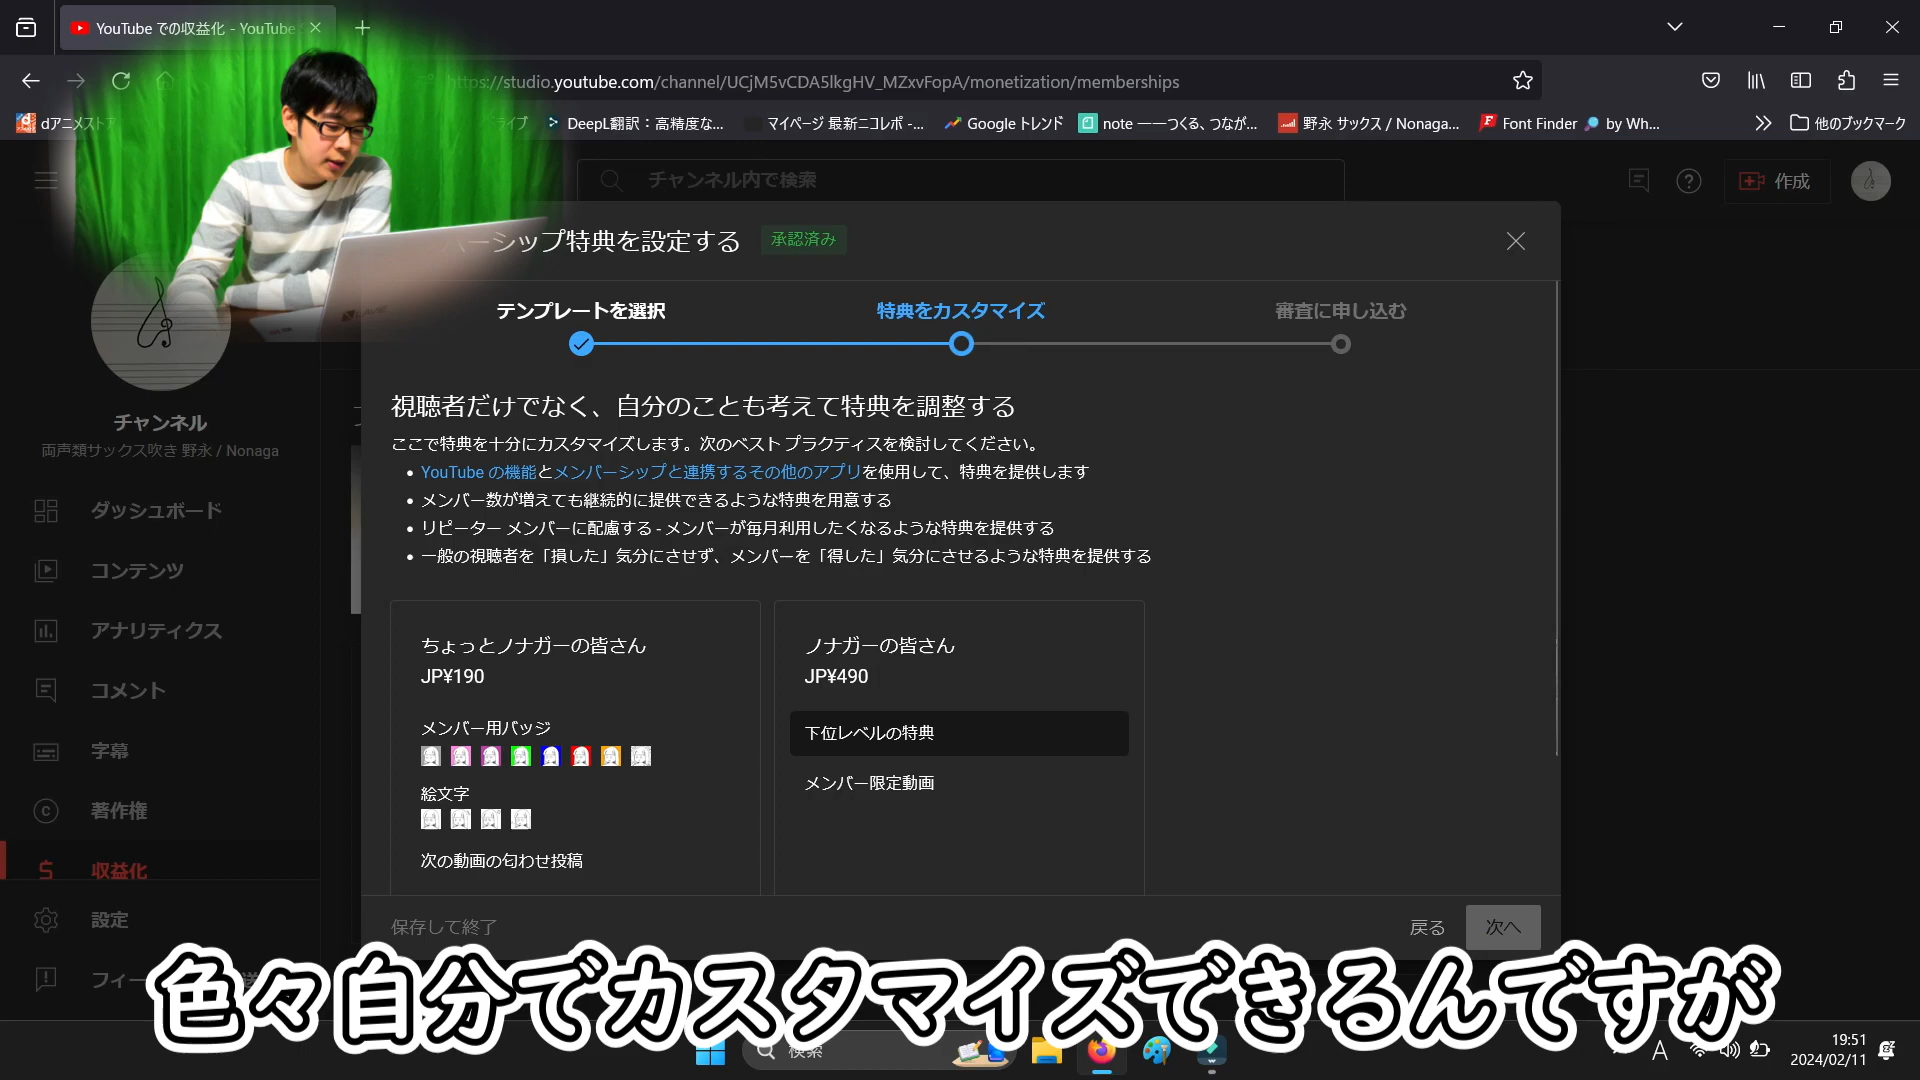 YouTube での収益化 - YouTube
https://studio.youtube.com/channel/UCjM5vCDA5lkgHV_MZxvFopA/monetization/memberships
dアニメスト
ライブ
DeepL翻訳：高精度な...
マイページ 最新ニコレポ -...
Google トレンド
note ——つくる、つなが...
野永 サックス / Nonaga...
Font Finder 🔎 by Wh...
他のブックマーク
チャンネル内で検索
作成
バーシップ特典を設定する
承認済み
テンプレートを選択
特典をカスタマイズ
審査に申し込む
視聴者だけでなく、自分のことも考えて特典を調整する
ここで特典を十分にカスタマイズします。次のベスト プラクティスを検討してください。
• YouTube の機能とメンバーシップと連携するその他のアプリを使用して、特典を提供します
• メンバー数が増えても継続的に提供できるような特典を用意する
• リピーター メンバーに配慮する - メンバーが毎月利用したくなるような特典を提供する
• 一般の視聴者を「損した」気分にさせず、メンバーを「得した」気分にさせるような特典を提供する
チャンネル
両声類サックス吹き 野永 / Nonaga
ダッシュボード
コンテンツ
アナリティクス
コメント
字幕
著作権
収益化
設定
フィー
ちょっとノナガーの皆さん
JP¥190
メンバー用バッジ
絵文字
次の動画の匂わせ投稿
ノナガーの皆さん
JP¥490
下位レベルの特典
メンバー限定動画
保存して終了
戻る
次へ
色々自分でカスタマイズできるんですが
検索
A
19:51
2024/02/11